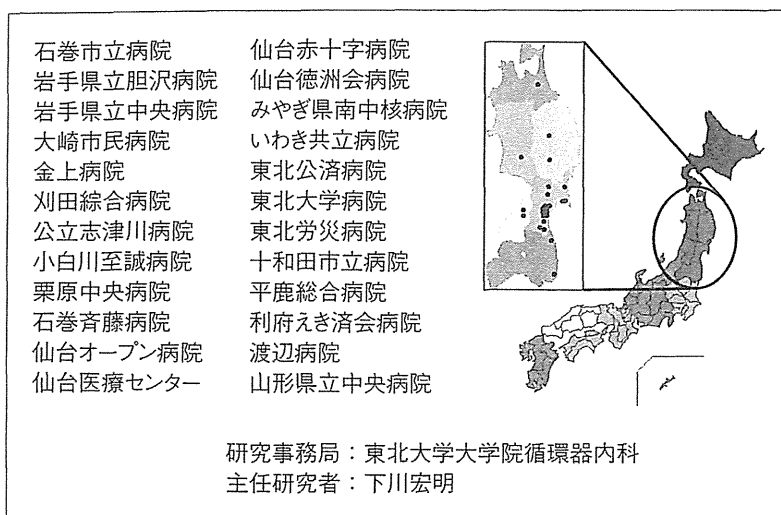 石巻市立病院
岩手県立胆沢病院
岩手県立中央病院
大崎市民病院
金上病院
刈田綜合病院
公立志津川病院
小白川至誠病院
栗原中央病院
石巻斉藤病院
仙台オープン病院
仙台医療センター
仙台赤十字病院
仙台徳洲会病院
みやぎ県南中核病院
いわき共立病院
東北公済病院
東北大学病院
東北労災病院
十和田市立病院
平鹿総合病院
利府えき済会病院
渡辺病院
山形県立中央病院
研究事務局：東北大学大学院循環器内科
主任研究者：下川宏明